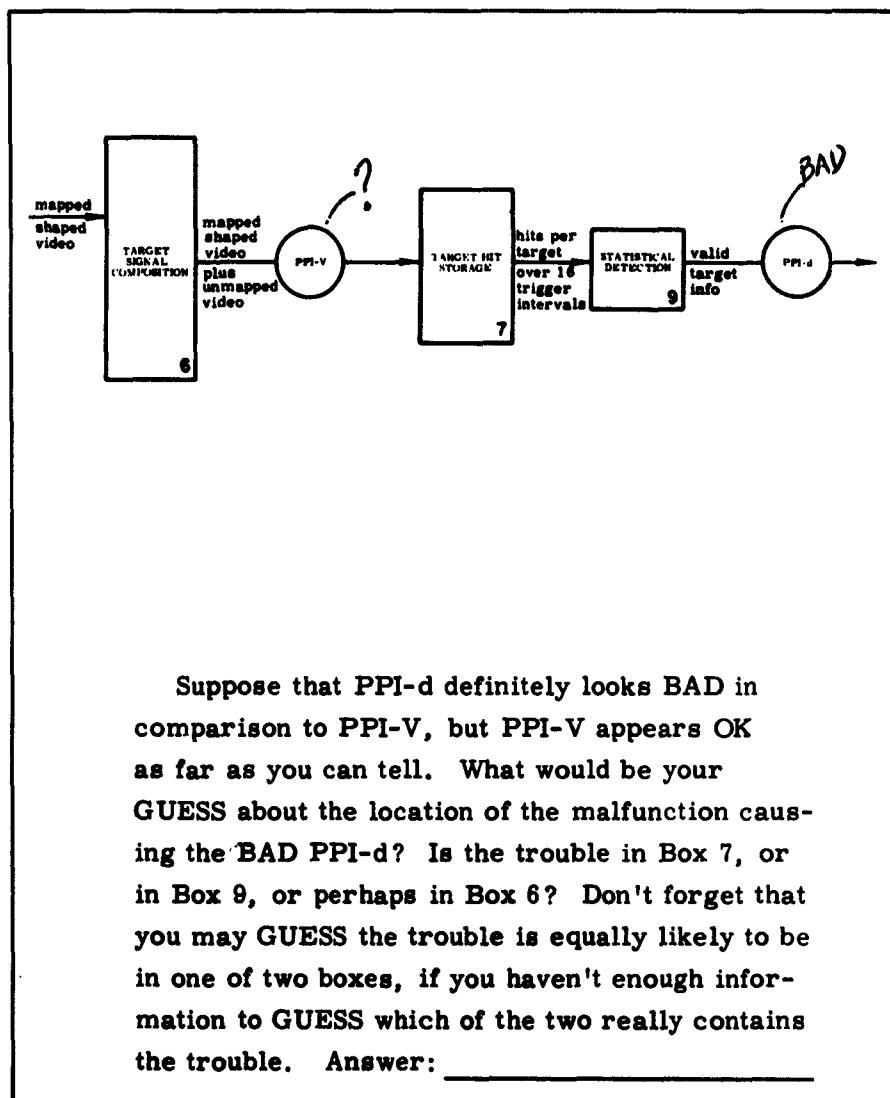 ?
BAD
mapped
shaped
video
TARGET
SIGNAL
COMPOSITION
6
mapped
shaped
video
plus
unmapped
video
PPI-V
TARGET HIT
STORAGE
7
hits per
target
over 16
trigger
intervals
STATISTICAL
DETECTION
9
valid
target
info
PPI-d
Suppose that PPI-d definitely looks BAD in
comparison to PPI-V, but PPI-V appears OK
as far as you can tell. What would be your
GUESS about the location of the malfunction caus-
ing the BAD PPI-d? Is the trouble in Box 7, or
in Box 9, or perhaps in Box 6? Don't forget that
you may GUESS the trouble is equally likely to be
in one of two boxes, if you haven't enough infor-
mation to GUESS which of the two really contains
the trouble. Answer: